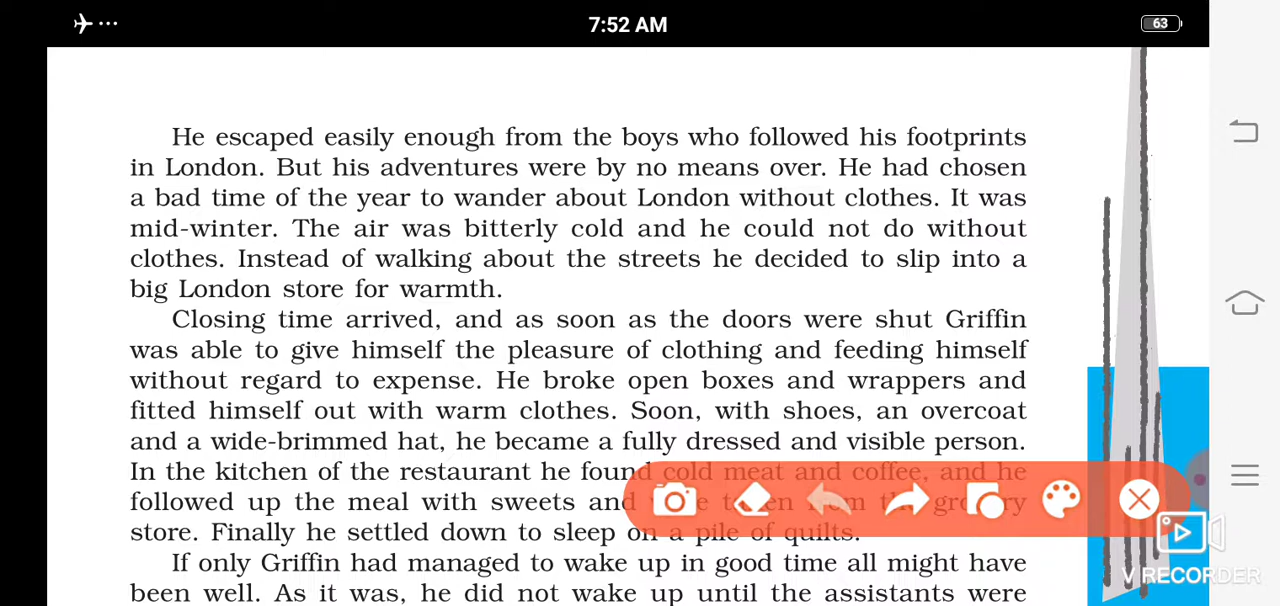 7:52 AM
63
He escaped easily enough from the boys who followed his footprints
in London. But his adventures were by no means over. He had chosen
a bad time of the year to wander about London without clothes. It was
mid-winter. The air was bitterly cold and he could not do without
clothes. Instead of walking about the streets he decided to slip into a
big London store for warmth.
Closing time arrived, and as soon as the doors were shut Griffin
was able to give himself the pleasure of clothing and feeding himself
without regard to expense. He broke open boxes and wrappers and
fitted himself out with warm clothes. Soon, with shoes, an overcoat
and a wide-brimmed hat, he became a fully dressed and visible person.
In the kitchen of the restaurant he found cold meat and coffee, and he
followed up the meal with sweets and from the grocery
store. Finally he settled down to sleep on a pile of quilts.
If only Griffin had managed to wake up in good time all might have
been well. As it was, he did not wake up until the assistants were
V RECORDER